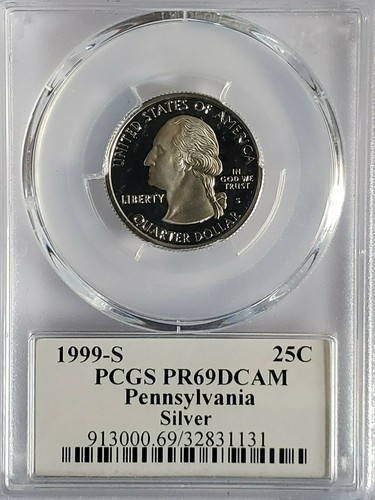 UNITED STATES OF AMERICA
IN
GOD WE
TRUST
LIBERTY
S
QUARTER DOLLAR
1999-S 25C
PCGS PR69DCAM
Pennsylvania
Silver
913000.69/32831131